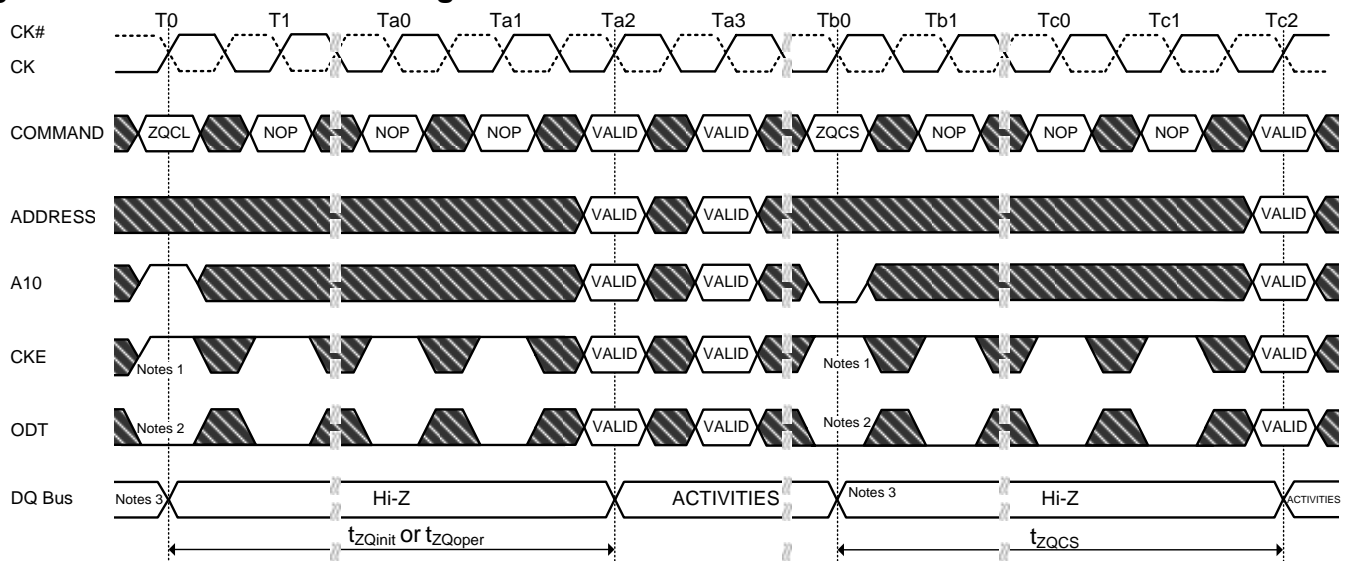 T0 T1 Ta0 Ta1 Ta2 Ta3 Tb0 Tb1 Tc0 Tc1 Tc2
CK#
CK
COMMAND ZQCL NOP NOP NOP VALID VALID ZQCS NOP NOP NOP VALID
ADDRESS VALID VALID VALID
A10 VALID VALID VALID
CKE Notes 1 VALID VALID Notes 1 VALID
ODT Notes 2 VALID VALID Notes 2 VALID
DQ Bus Notes 3 Hi-Z ACTIVITIES Notes 3 Hi-Z ACTIVITIES
tZQinit or tZQoper tZQCS